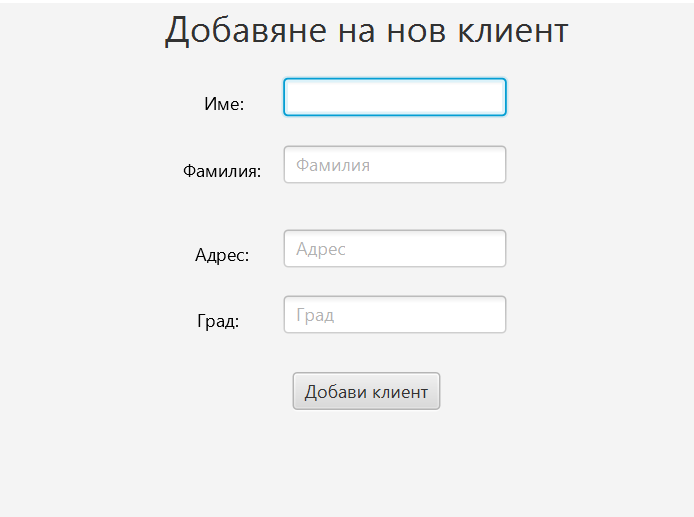 Добавяне на нов клиент
Име:
Фамилия: Фамилия
Адрес: Адрес
Град: Град
Добави клиент